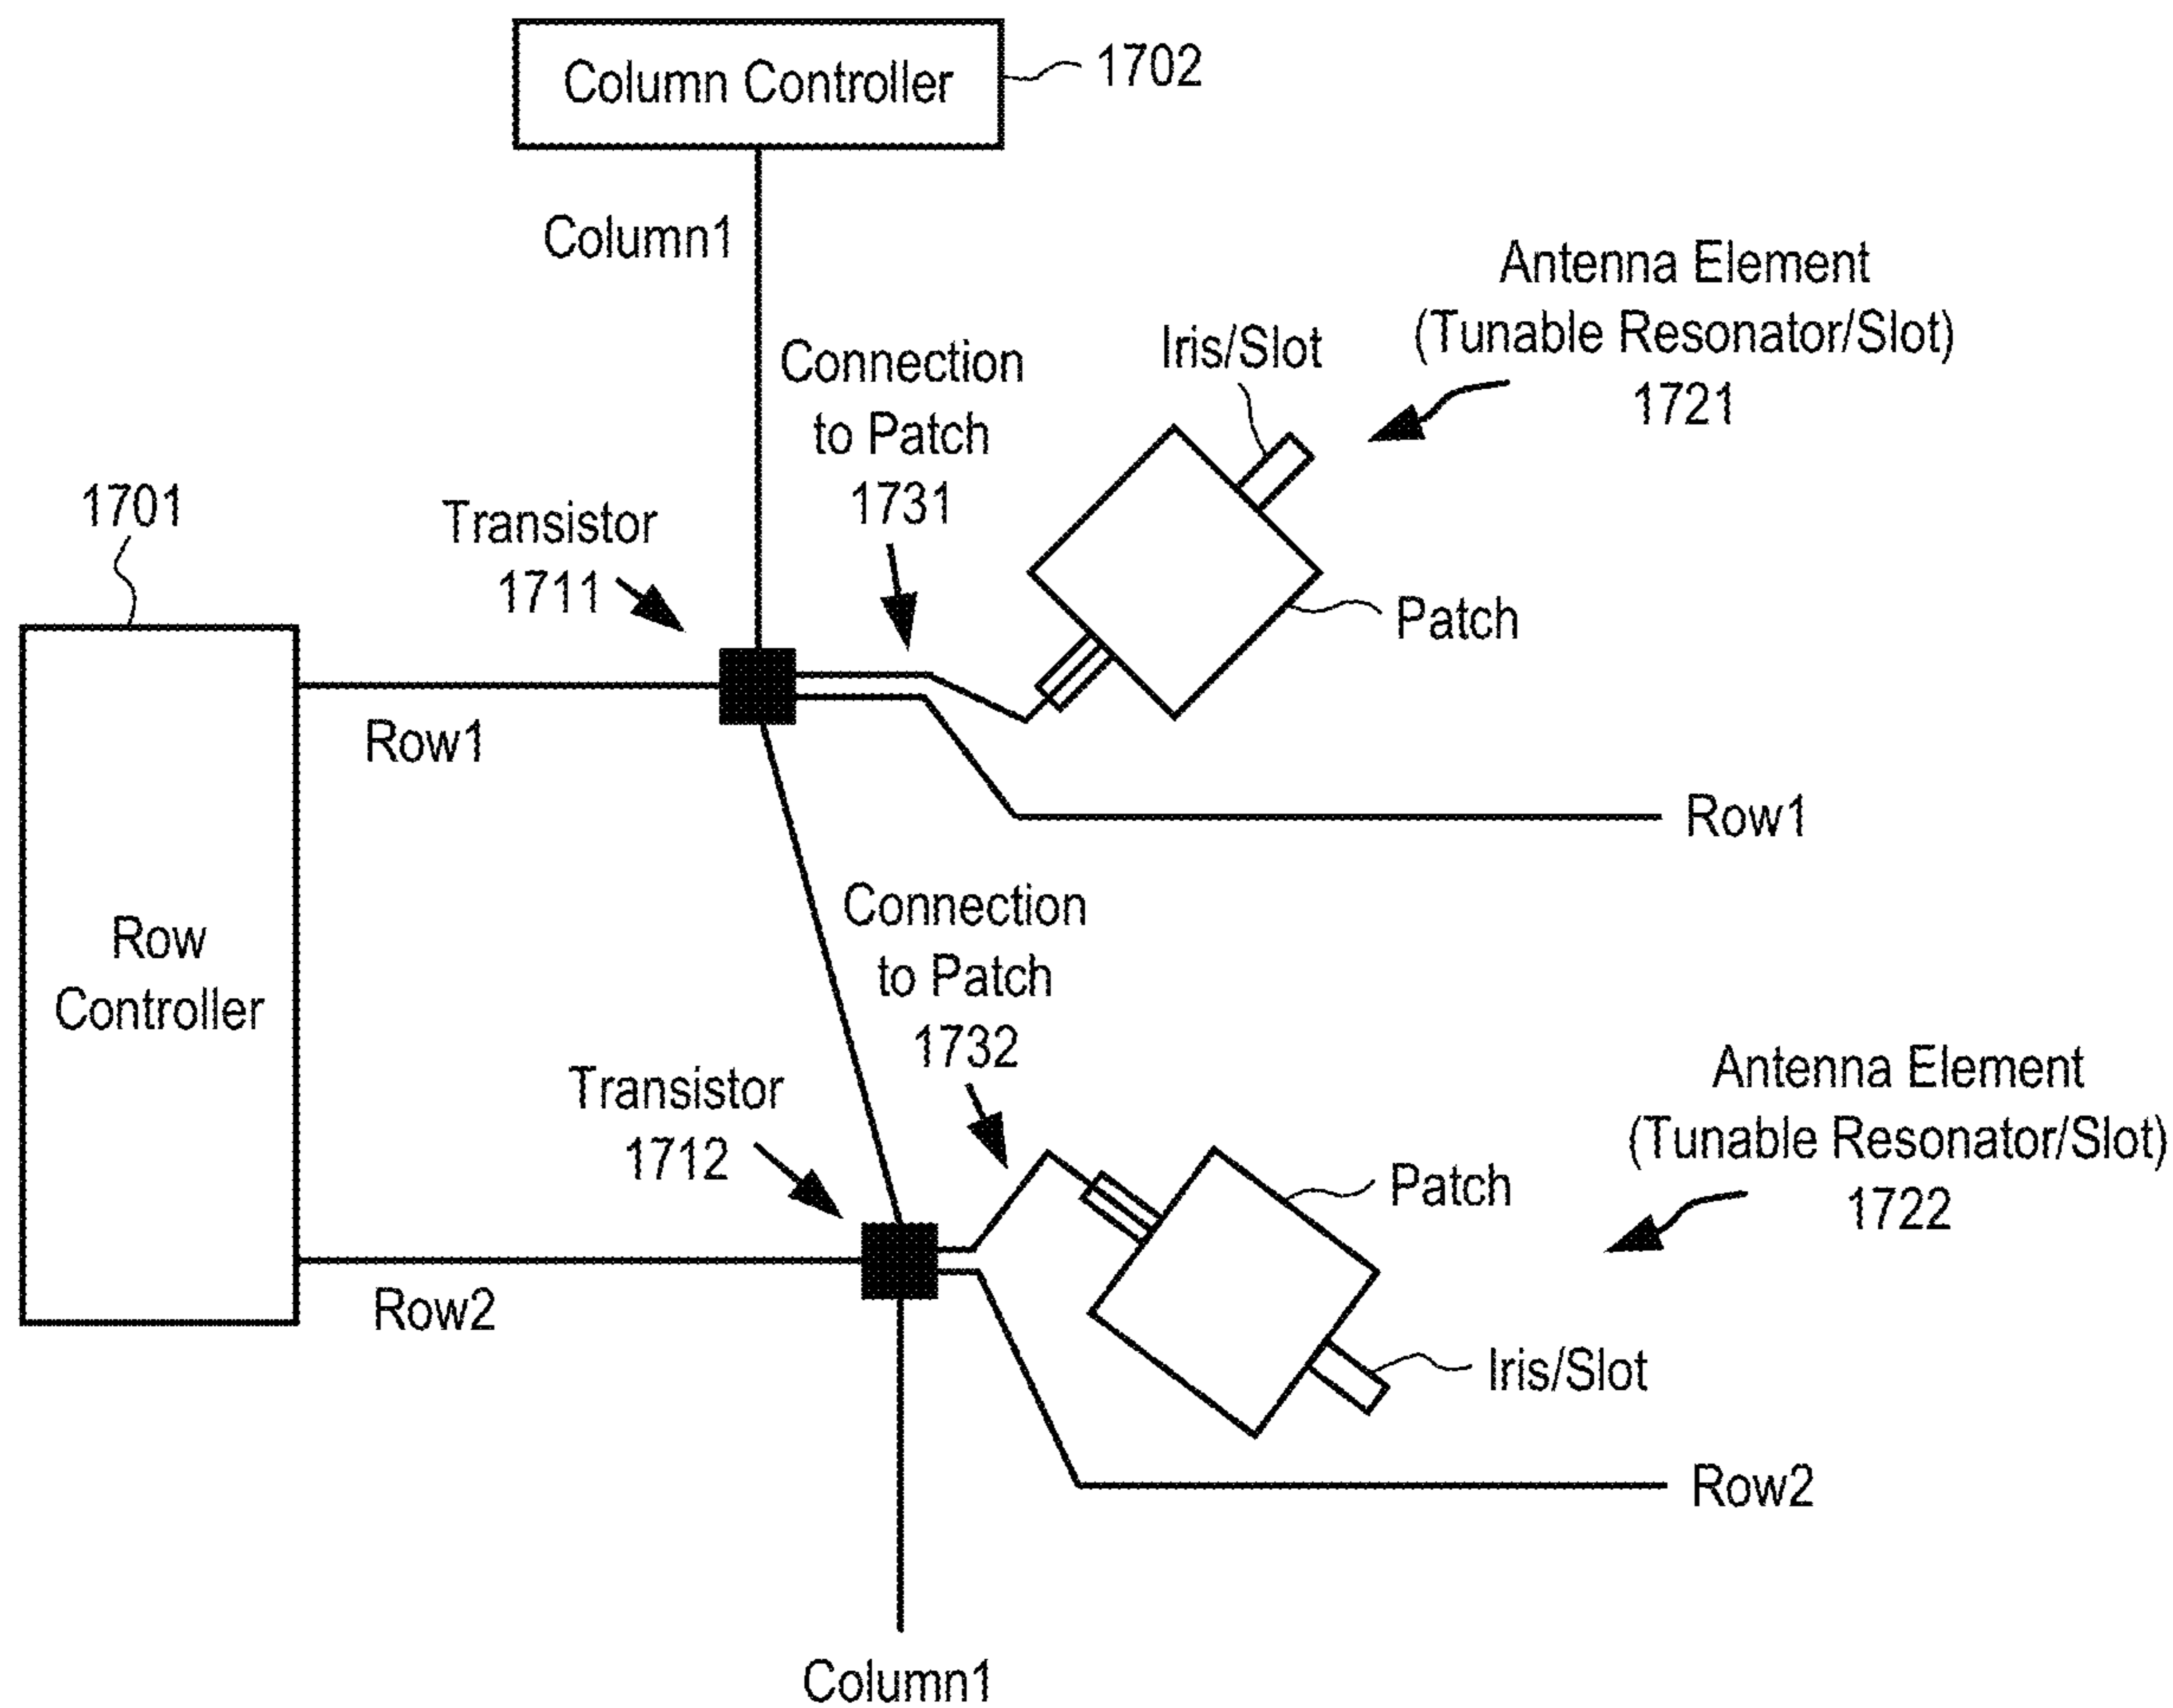 Column Controller
1702
Column1
Antenna Element
(Tunable Resonator/Slot)
1721
Iris/Slot
Connection
to Patch
1731
Patch
1701
Transistor
1711
Row1
Row1
Row
Controller
Connection
to Patch
1732
Transistor
1712
Antenna Element
(Tunable Resonator/Slot)
1722
Patch
Iris/Slot
Row2
Row2
Column1